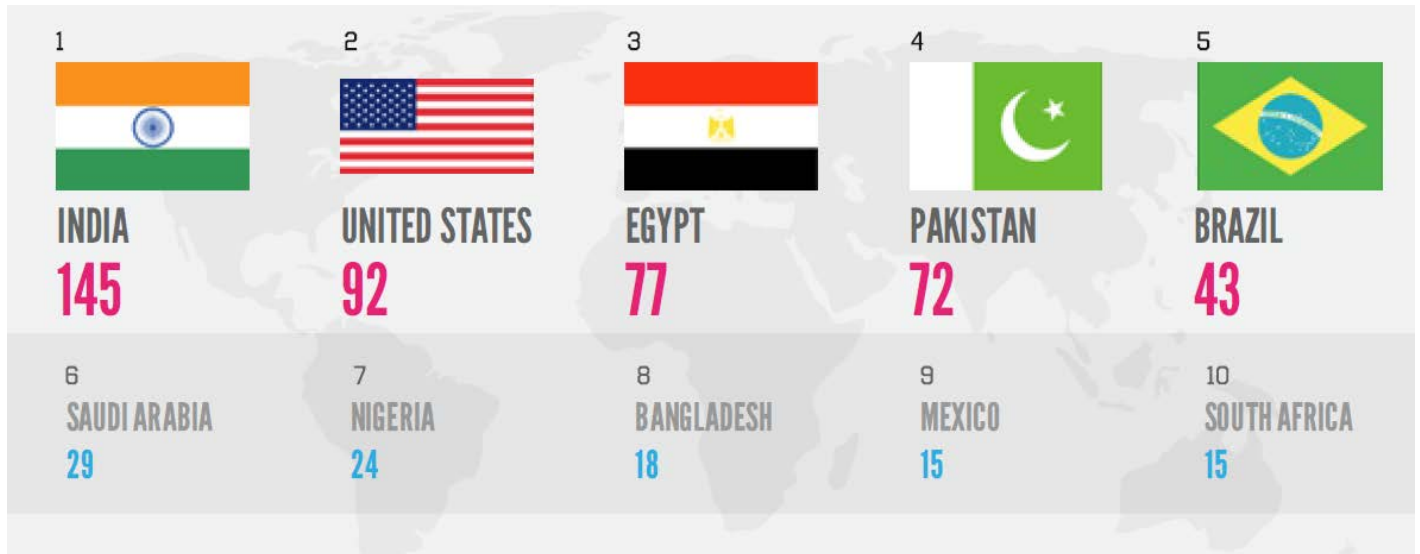 1 2 3 4 5
INDIA UNITED STATES EGYPT PAKISTAN BRAZIL
145 92 77 72 43
6 7 8 9 10
SAUDI ARABIA NIGERIA BANGLADESH MEXICO SOUTH AFRICA
29 24 18 15 15